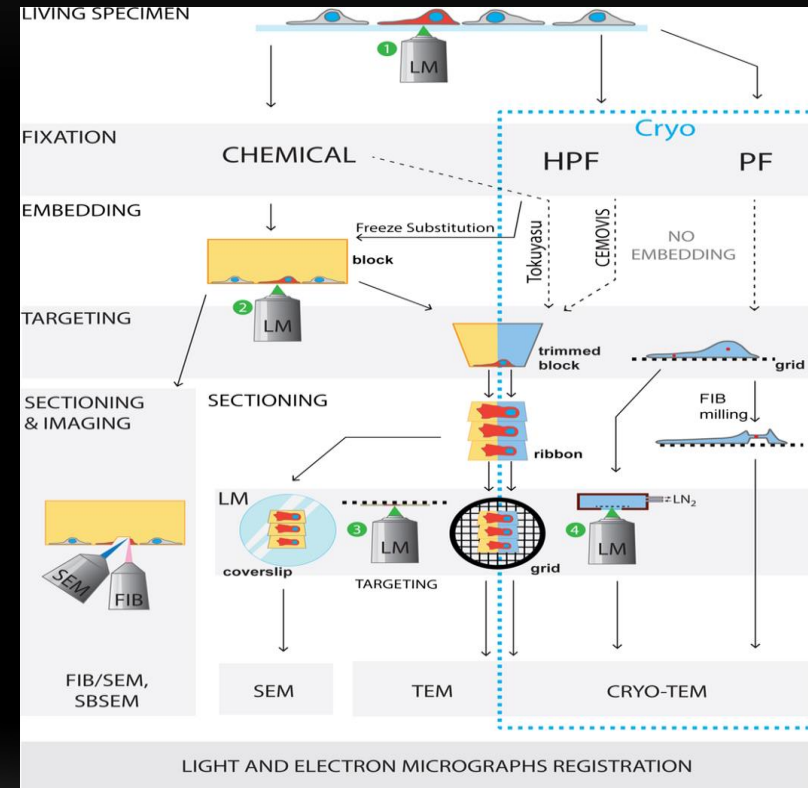 LIVING SPECIMEN
1
LM
FIXATION
Cryo
CHEMICAL
HPF
PF
EMBEDDING
Freeze Substitution
block
Tokuyasu
CEMOVIS
NO
EMBEDDING
2
LM
TARGETING
trimmed
block
grid
SECTIONING
& IMAGING
SECTIONING
FIB
milling
ribbon
LM
LN2
3
LM
4
LM
coverslip
TARGETING
grid
SEM
FIB
FIB/SEM,
SBSEM
SEM
TEM
CRYO-TEM
LIGHT AND ELECTRON MICROGRAPHS REGISTRATION